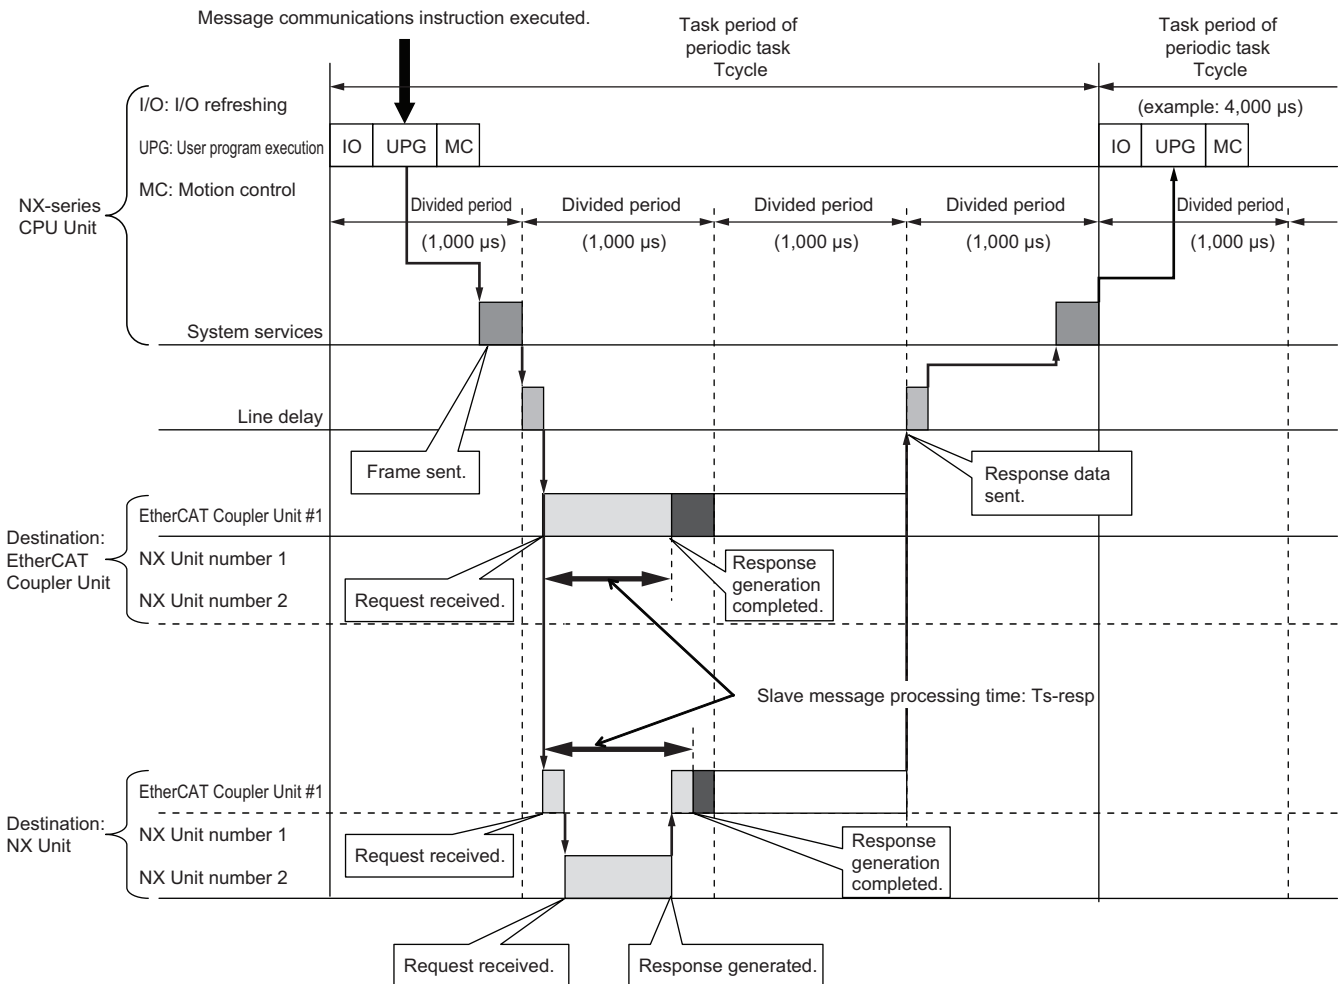 Message communications instruction executed.
Task period of
periodic task
Tcycle
Task period of
periodic task
Tcycle
(example: 4,000 µs)
NX-series
CPU Unit
I/O: I/O refreshing
UPG: User program execution
MC: Motion control
IO
UPG
MC
IO
UPG
MC
Divided period
(1,000 µs)
Divided period
(1,000 µs)
Divided period
(1,000 µs)
Divided period
(1,000 µs)
Divided period
(1,000 µs)
System services
Line delay
Frame sent.
Response data
sent.
Destination:
EtherCAT
Coupler Unit
EtherCAT Coupler Unit #1
NX Unit number 1
NX Unit number 2
Request received.
Response
generation
completed.
Slave message processing time: Ts-resp
Destination:
NX Unit
EtherCAT Coupler Unit #1
NX Unit number 1
NX Unit number 2
Request received.
Response
generation
completed.
Request received.
Response generated.